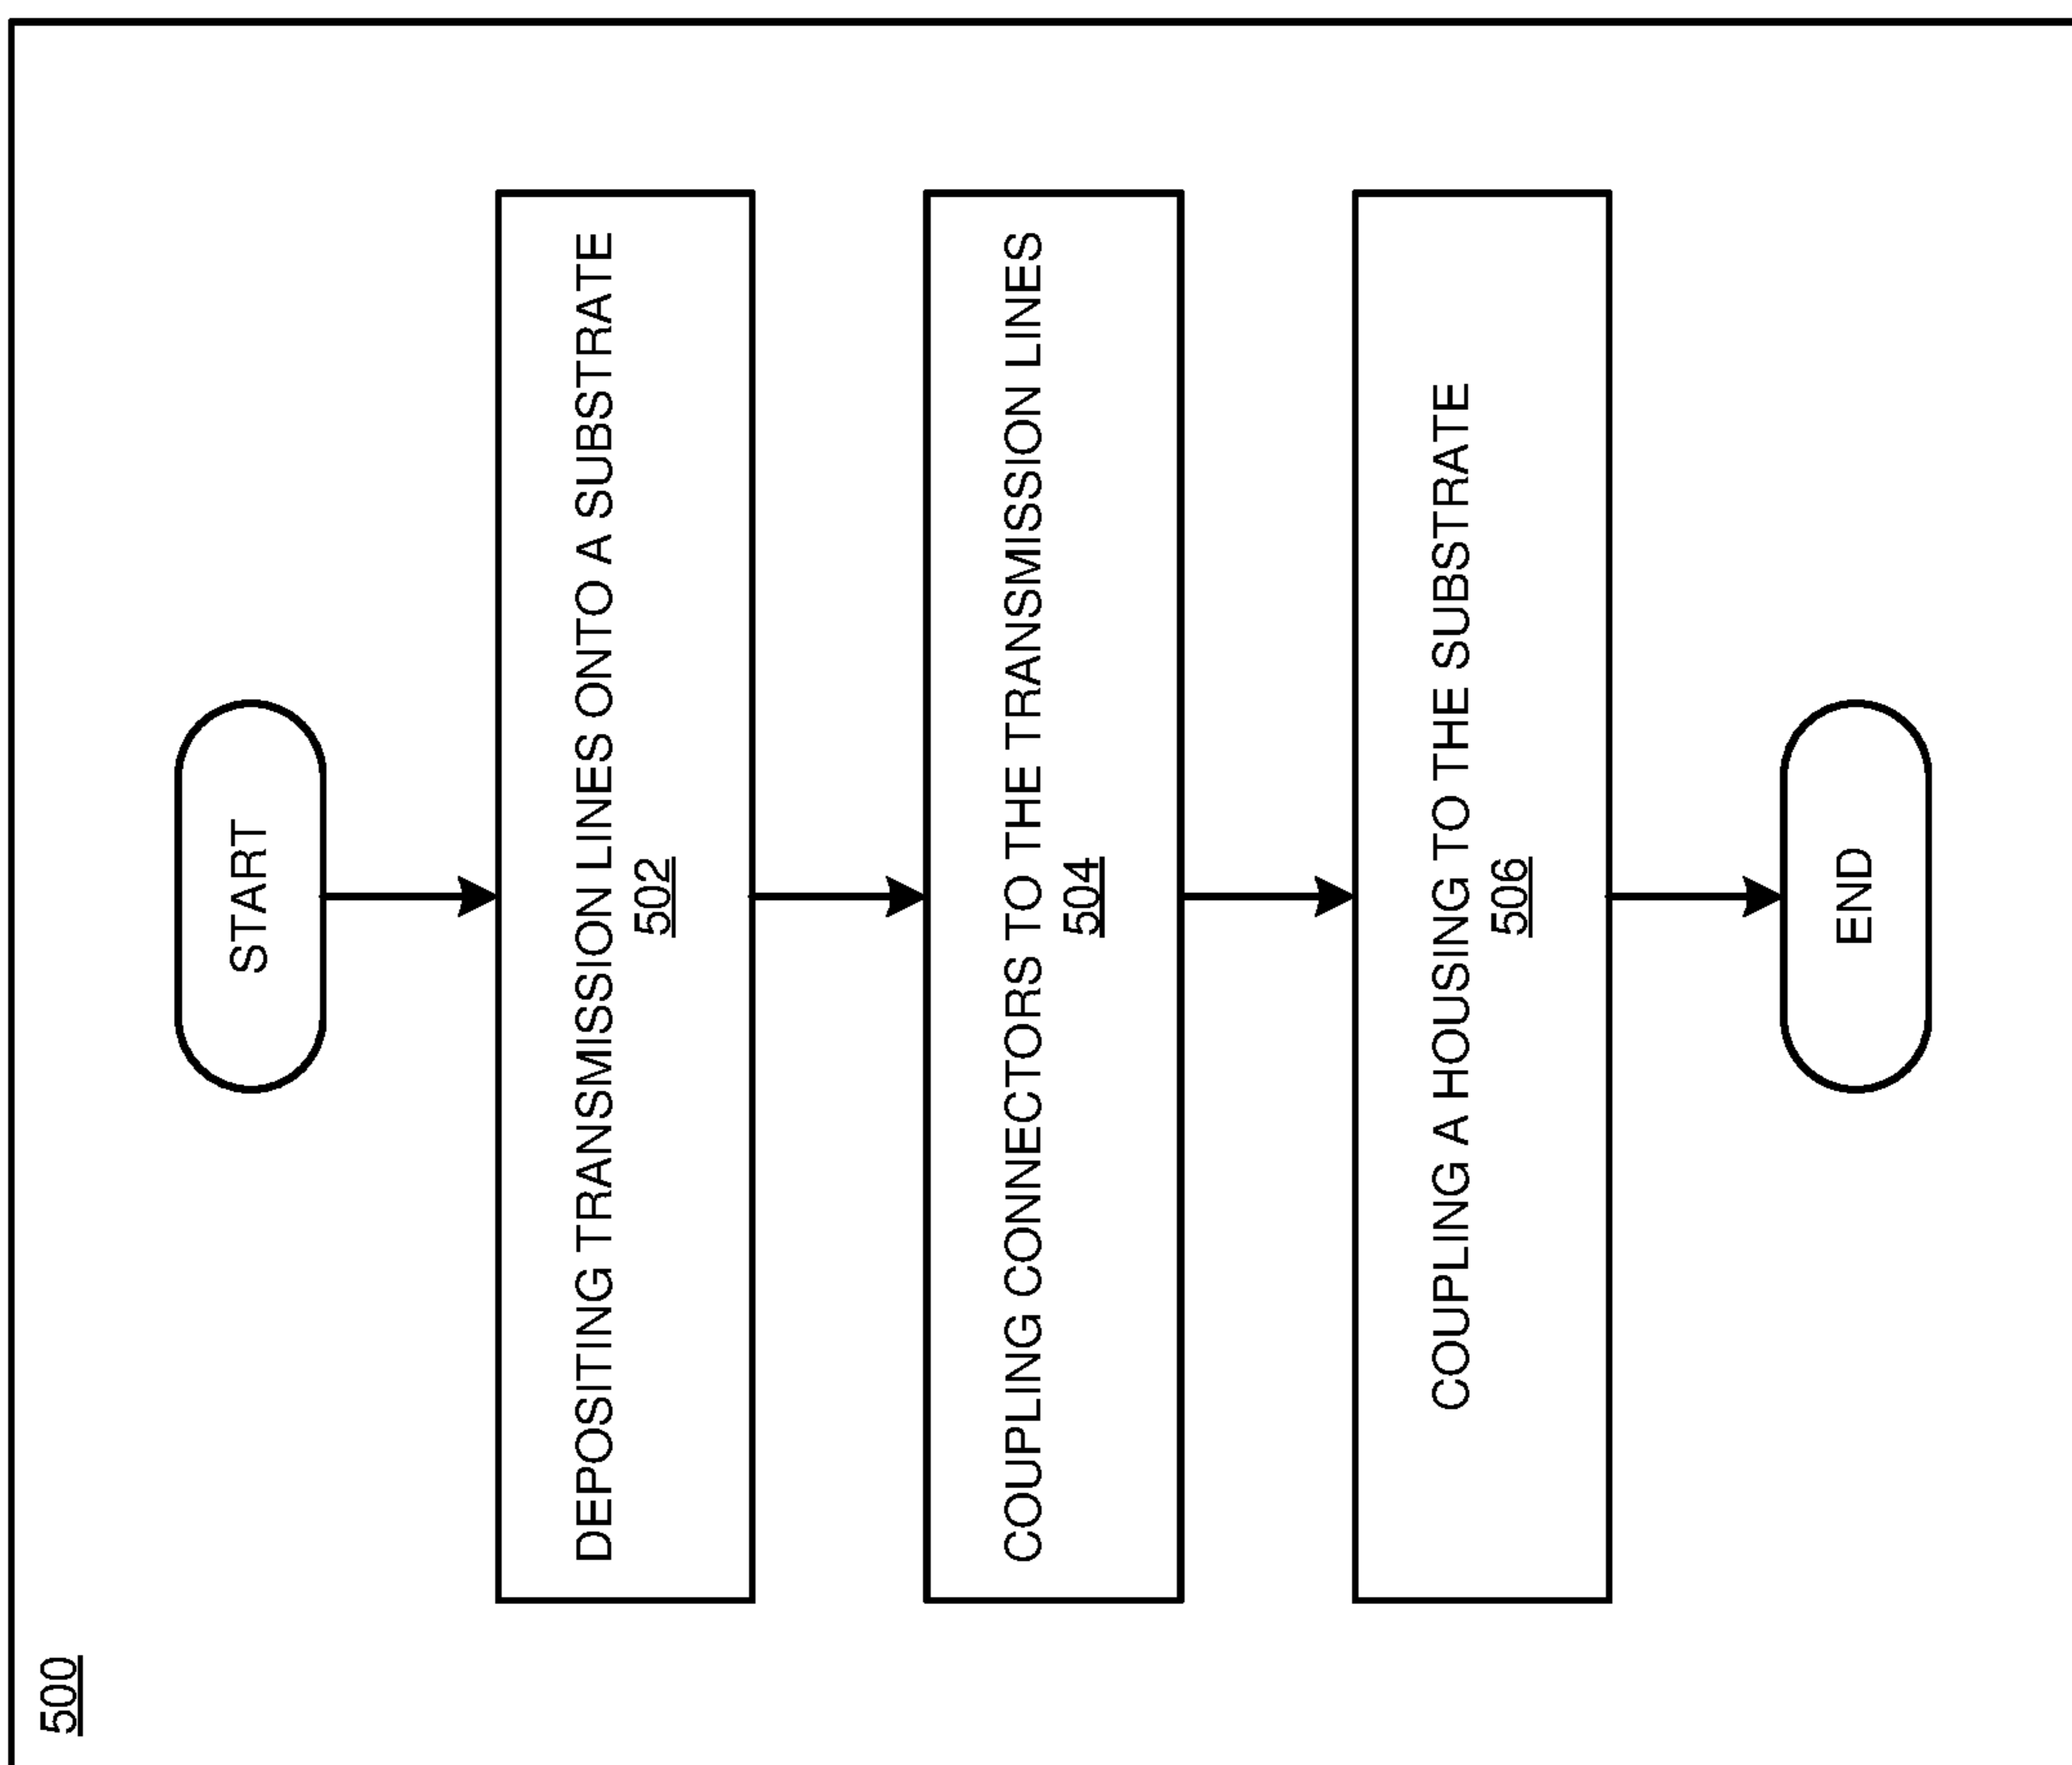 500
START
DEPOSITING TRANSMISSION LINES ONTO A SUBSTRATE
502
COUPLING CONNECTORS TO THE TRANSMISSION LINES
504
COUPLING A HOUSING TO THE SUBSTRATE
506
END